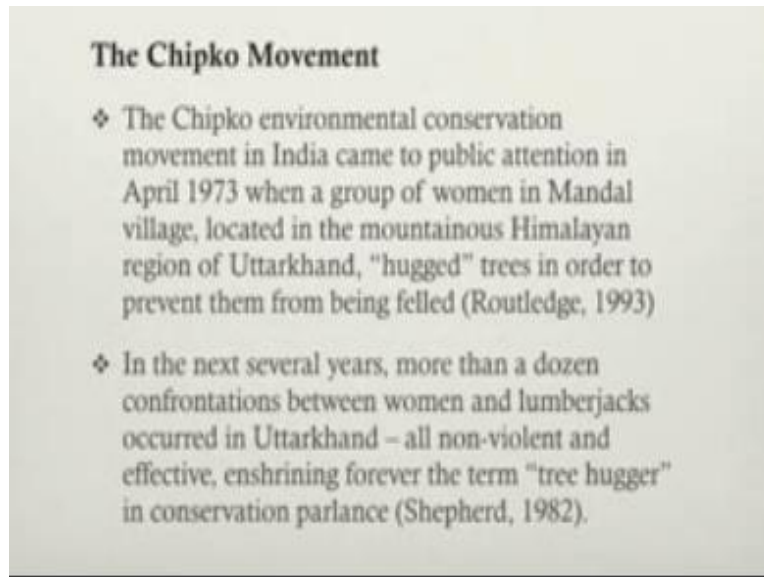 The Chipko Movement
❖ The Chipko environmental conservation
movement in India came to public attention in
April 1973 when a group of women in Mandal
village, located in the mountainous Himalayan
region of Uttarkhand, “hugged” trees in order to
prevent them from being felled (Routledge, 1993)
❖ In the next several years, more than a dozen
confrontations between women and lumberjacks
occurred in Uttarkhand – all non-violent and
effective, enshrining forever the term “tree hugger”
in conservation parlance (Shepherd, 1982).